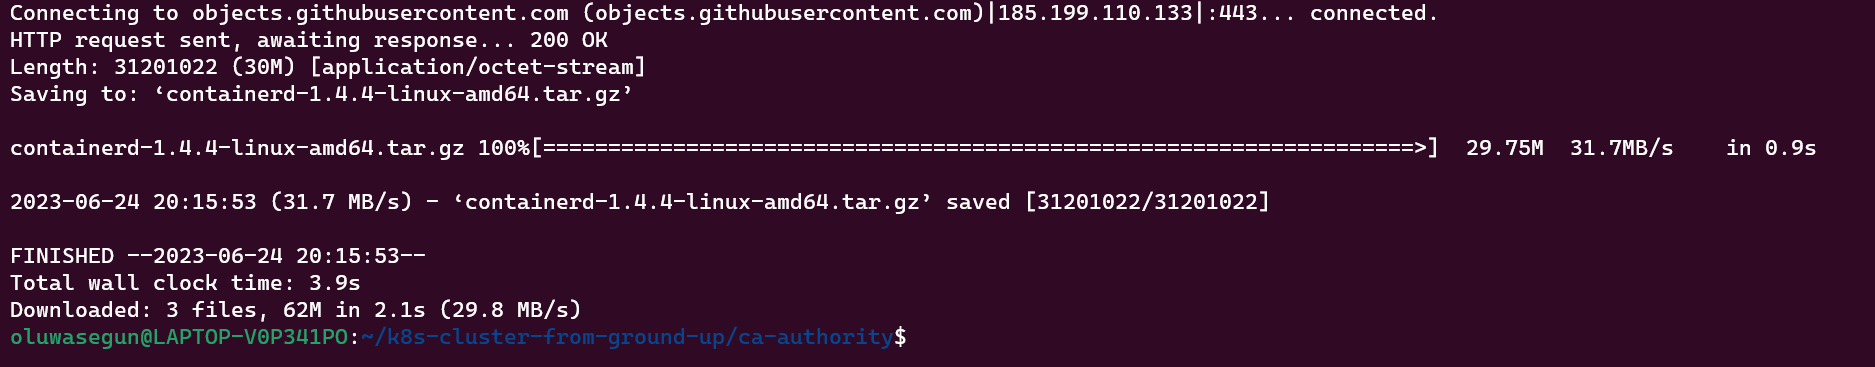 Connecting to objects.githubusercontent.com (objects.githubusercontent.com)|185.199.110.133|:443... connected.
HTTP request sent, awaiting response... 200 OK
Length: 31201022 (30M) [application/octet-stream]
Saving to: ‘containerd-1.4.4-linux-amd64.tar.gz’
containerd-1.4.4-linux-amd64.tar.gz 100%[===================================================================>]  29.75M  31.7MB/s    in 0.9s
2023-06-24 20:15:53 (31.7 MB/s) - ‘containerd-1.4.4-linux-amd64.tar.gz’ saved [31201022/31201022]
FINISHED --2023-06-24 20:15:53--
Total wall clock time: 3.9s
Downloaded: 3 files, 62M in 2.1s (29.8 MB/s)
oluwasegun@LAPTOP-V0P341PO:~/k8s-cluster-from-ground-up/ca-authority$